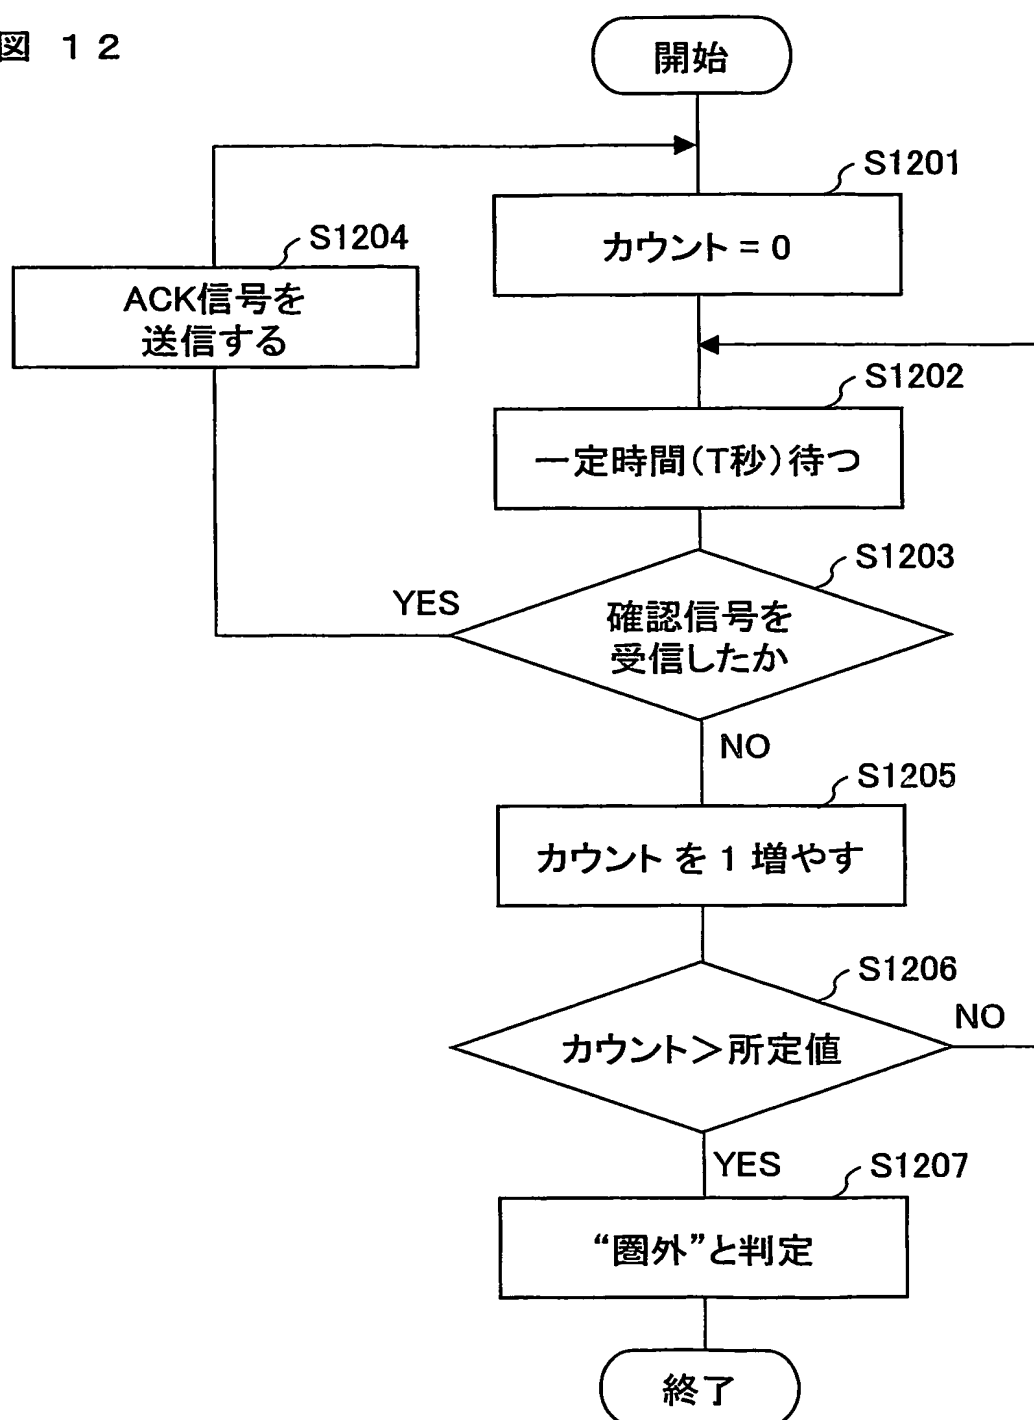 図 12
開始
S1201
カウント = 0
S1204
ACK信号を
送信する
S1202
一定時間(T秒)待つ
S1203
YES
確認信号を
受信したか
NO
S1205
カウント を 1 増やす
S1206
NO
カウント>所定値
YES
S1207
“圏外”と判定
終了